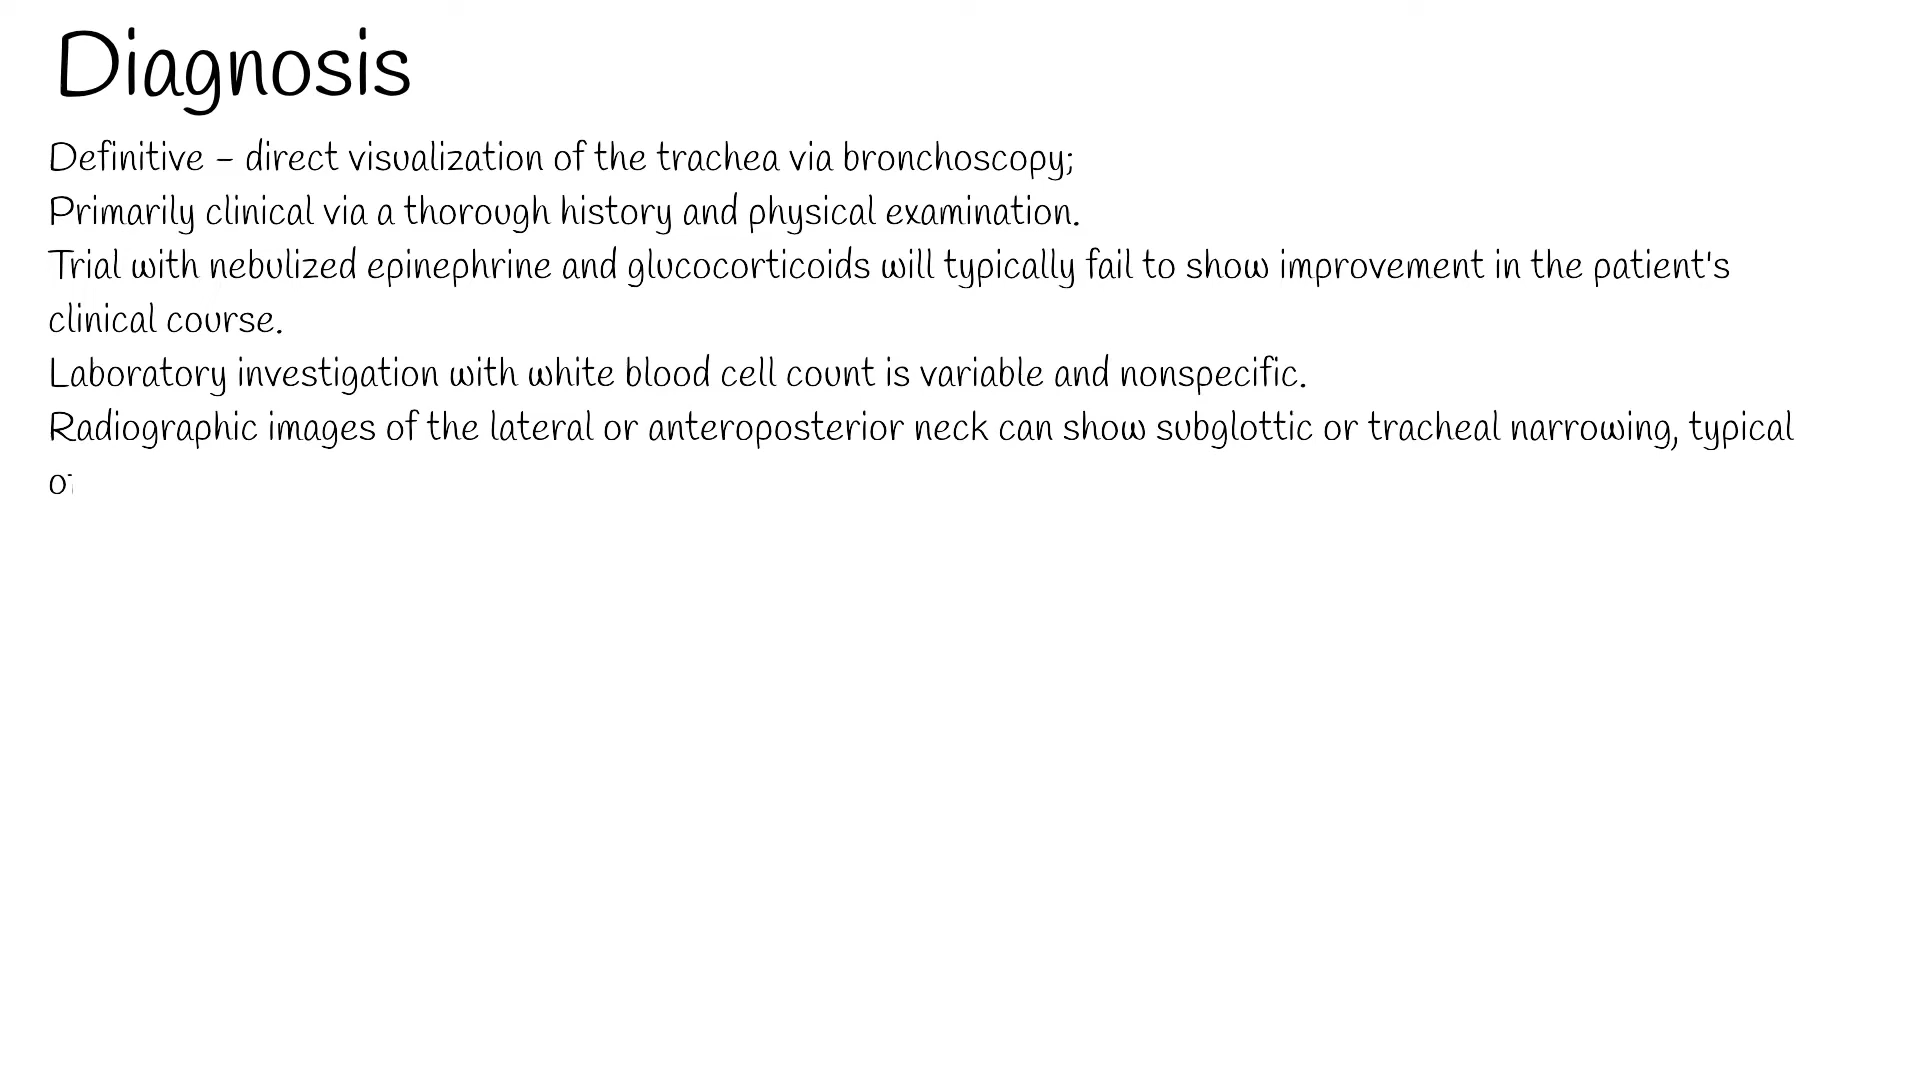 Diagnosis
Definitive – direct visualization of the trachea via bronchoscopy;
Primarily clinical via a thorough history and physical examination.
Trial with nebulized epinephrine and glucocorticoids will typically fail to show improvement in the patient's
clinical course.
Laboratory investigation with white blood cell count is variable and nonspecific.
Radiographic images of the lateral or anteroposterior neck can show subglottic or tracheal narrowing, typical